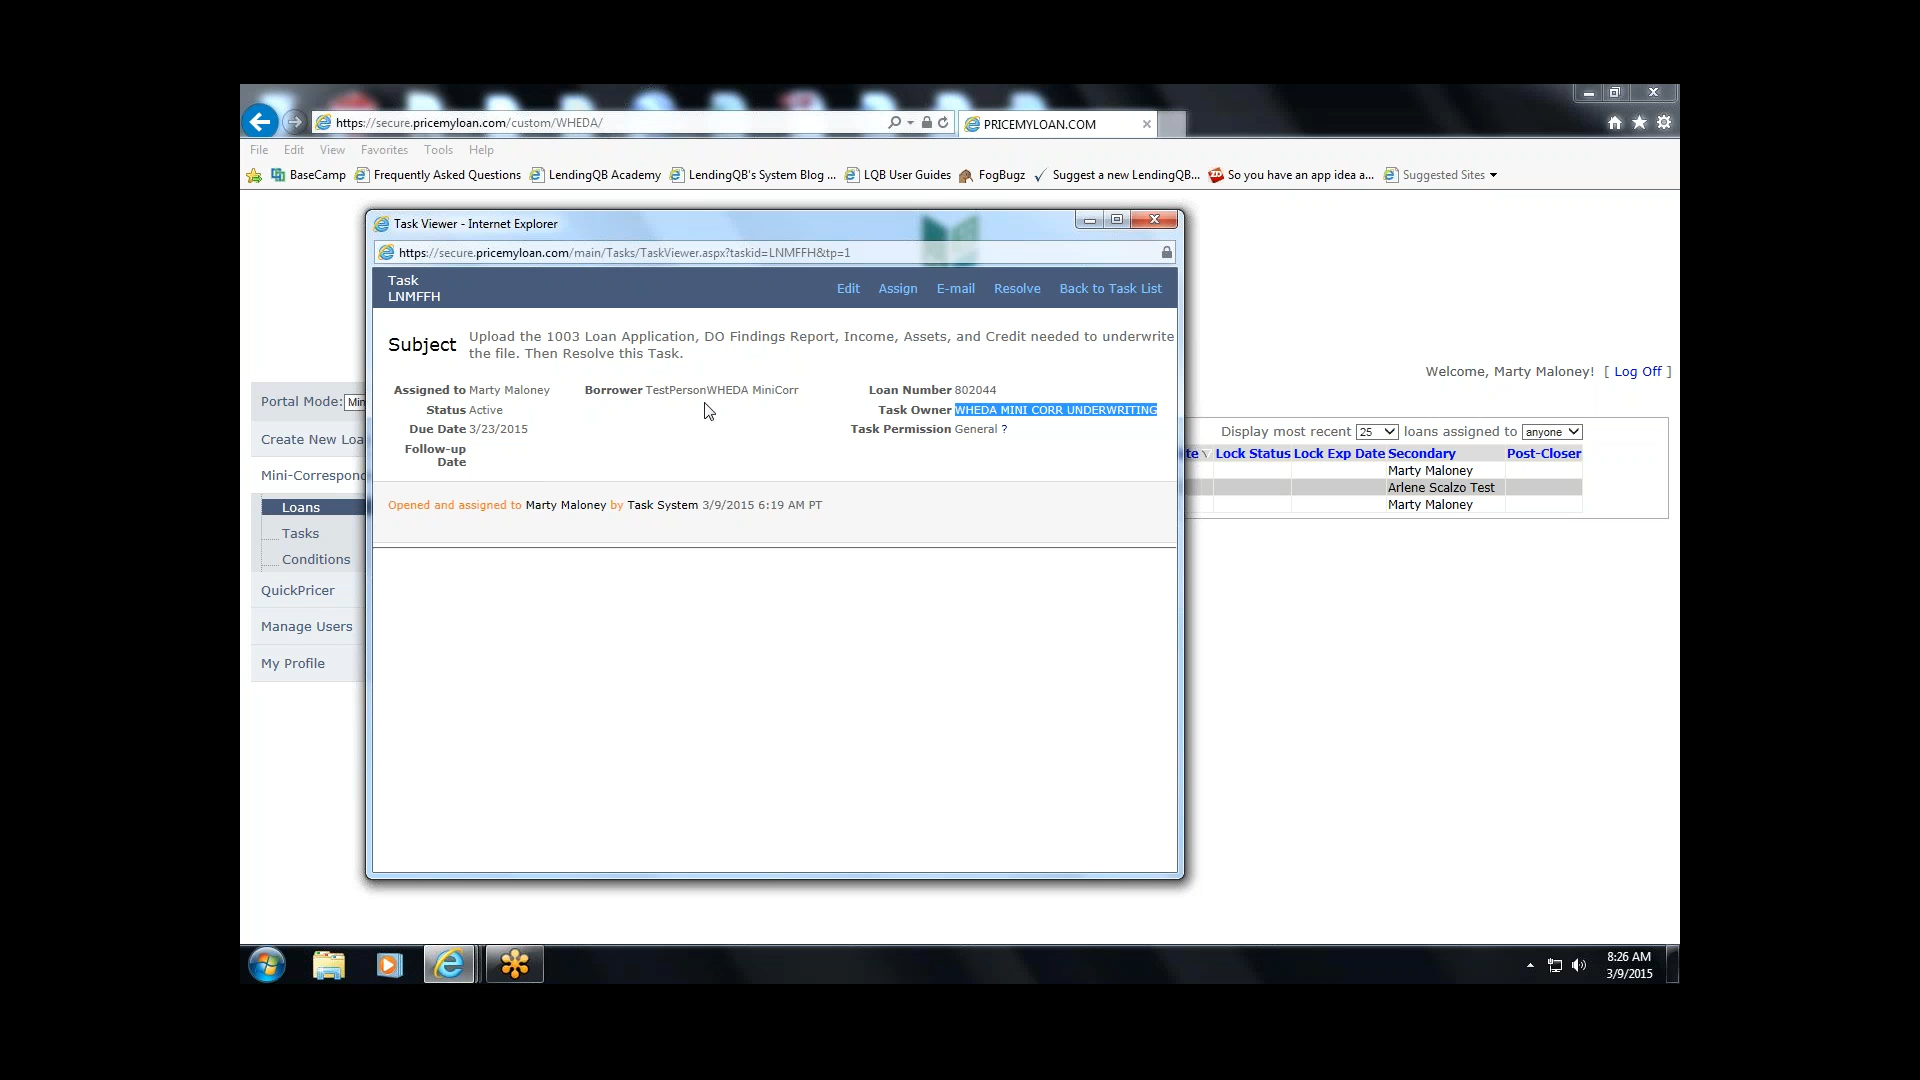 https://secure.pricemyloan.com/custom/WHEDA/
PRICEMYLOAN.COM
File Edit View Favorites Tools Help
BaseCamp Frequently Asked Questions LendingQB Academy LendingQB's System Blog ... LQB User Guides FogBugz Suggest a new LendingQB... So you have an app idea a... Suggested Sites
Task Viewer - Internet Explorer
https://secure.pricemyloan.com/main/Tasks/TaskViewer.aspx?taskid=LNMFFH&tp=1
Task
LNMFFH
Edit Assign E-mail Resolve Back to Task List
Subject Upload the 1003 Loan Application, DO Findings Report, Income, Assets, and Credit needed to underwrite
the file. Then Resolve this Task.
Assigned to Marty Maloney Borrower TestPersonWHEDA MiniCorr Loan Number 802044
Status Active Task Owner WHEDA MINI CORR UNDERWRITING
Due Date 3/23/2015 Task Permission General ?
Follow-up
Date
Opened and assigned to Marty Maloney by Task System 3/9/2015 6:19 AM PT
Welcome, Marty Maloney! [ Log Off ]
Portal Mode: Min
Create New Loa
Mini-Correspond
Loans
Tasks
Conditions
QuickPricer
Manage Users
My Profile
Display most recent 25 loans assigned to anyone
te Lock Status Lock Exp Date Secondary Post-Closer
Marty Maloney
Arlene Scalzo Test
Marty Maloney
8:26 AM
3/9/2015